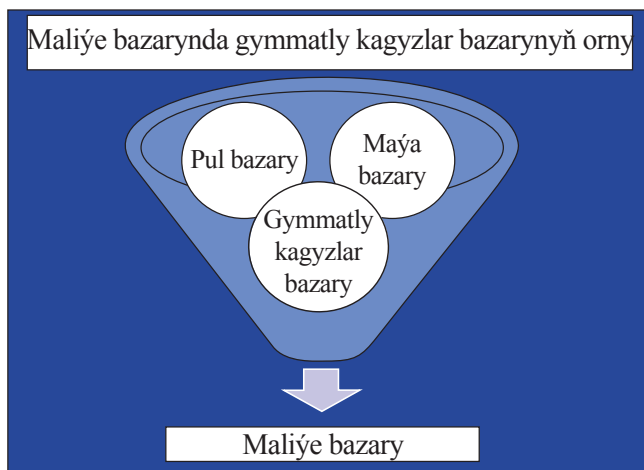 Maliýe bazarynda gymmatly kagyzlar bazarynyň orny
Pul bazary
Maýa
bazary
Gymmatly
kagyzlar
bazary
Maliýe bazary